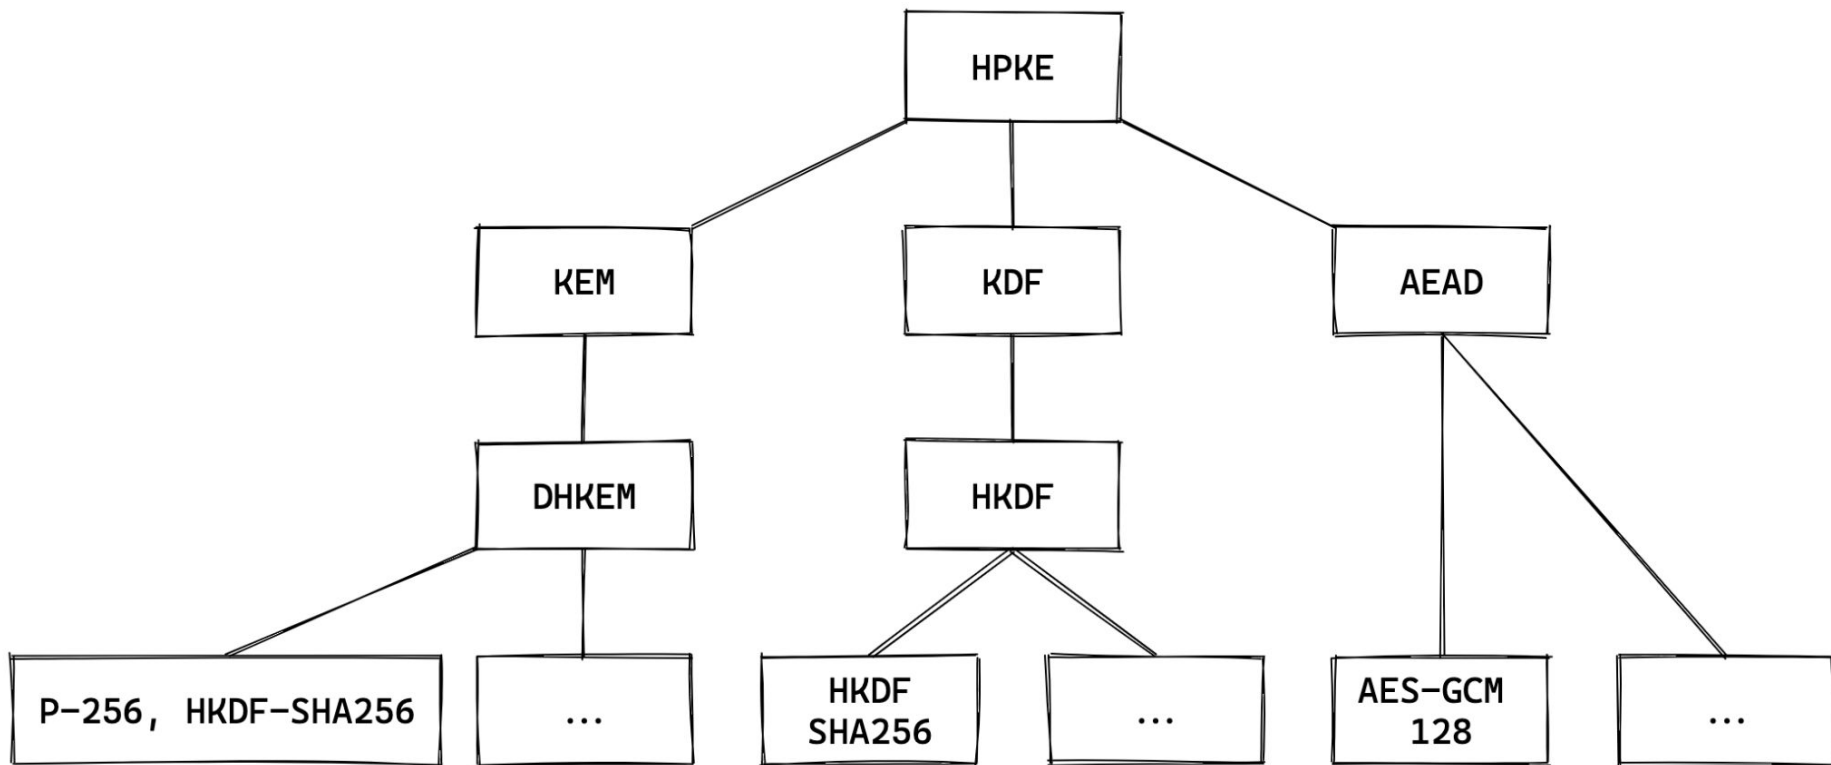 HPKE
KEM
KDF
AEAD
DHKEM
HKDF
P-256, HKDF-SHA256
...
HKDF
SHA256
...
AES-GCM
128
...